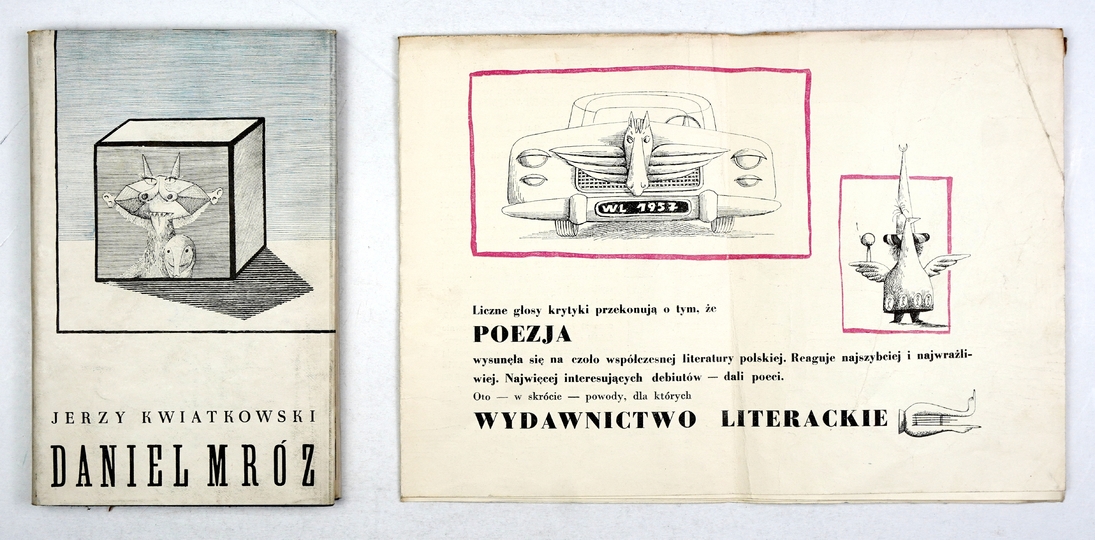 JERZY KWIATKOWSKI
DANIEL MRÓZ
WL 1957
Liczne głosy krytyki przekonują o tym, że
POEZJA
wysunęła się na czoło współczesnej literatury polskiej. Reaguje najszybciej i najwraźli-
wiej. Najwięcej interesujących debiutów — dali poeci.
Oto — w skrócie — powody, dla których
WYDAWNICTWO LITERACKIE